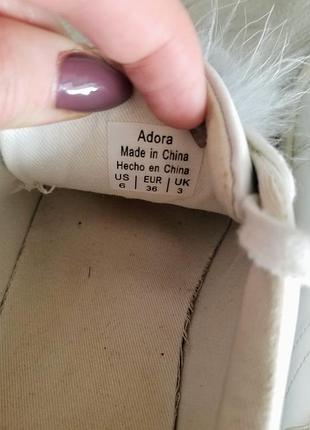 Adora
Made in China
Hecho en China
US | EUR | UK
6 | 36 | 3